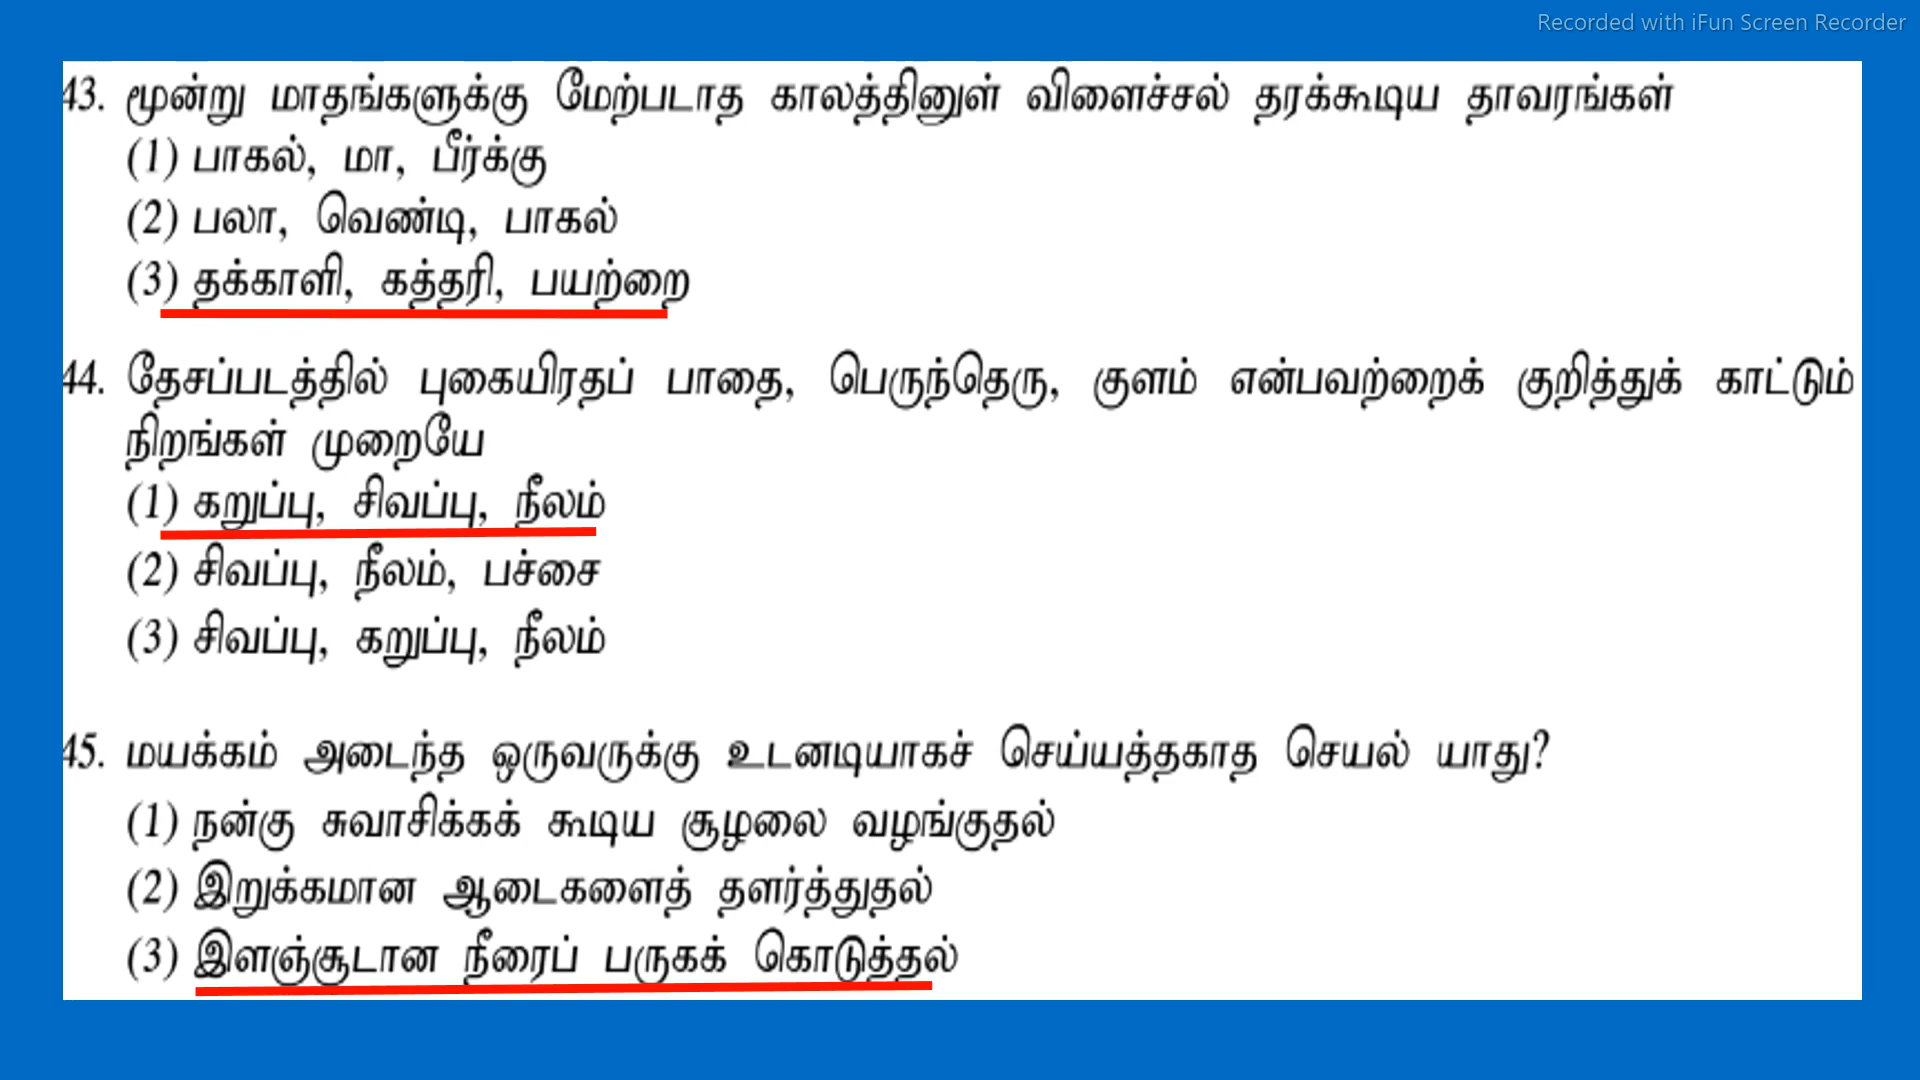 Recorded with iFun Screen Recorder
43. மூன்று மாதங்களுக்கு மேற்படாத காலத்தினுள் விளைச்சல் தரக்கூடிய தாவரங்கள்
(1) பாகல், மா, பீர்க்கு
(2) பலா, வெண்டி, பாகல்
(3) தக்காளி, கத்தரி, பயற்றை
44. தேசப்படத்தில் புகையிரதப் பாதை, பெருந்தெரு, குளம் என்பவற்றைக் குறித்துக் காட்டும்
நிறங்கள் முறையே
(1) கறுப்பு, சிவப்பு, நீலம்
(2) சிவப்பு, நீலம், பச்சை
(3) சிவப்பு, கறுப்பு, நீலம்
45. மயக்கம் அடைந்த ஒருவருக்கு உடனடியாகச் செய்யத்தகாத செயல் யாது?
(1) நன்கு சுவாசிக்கக் கூடிய சூழலை வழங்குதல்
(2) இறுக்கமான ஆடைகளைத் தளர்த்துதல்
(3) இளஞ்சூடான நீரைப் பருகக் கொடுத்தல்